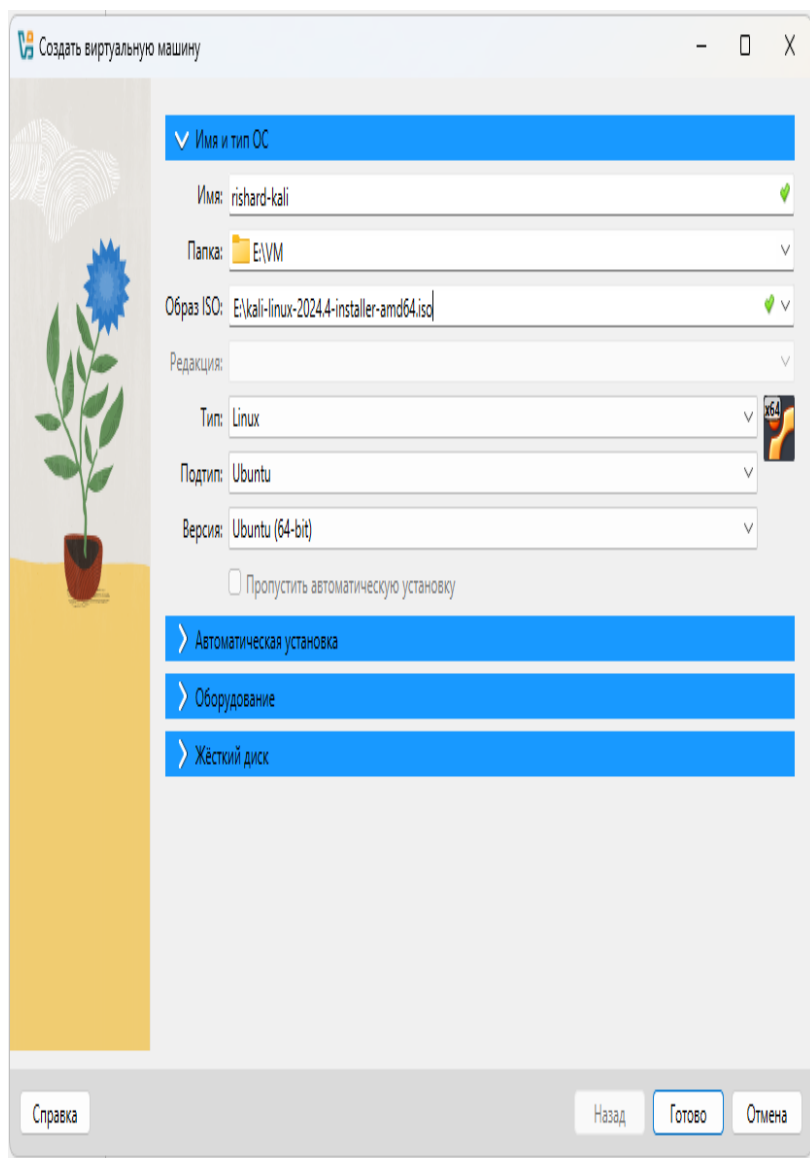 Создать виртуальную машину
Имя и тип ОС
Имя: rishard-kali
Папка: E:\VM
Образ ISO: E:\kali-linux-2024.4-installer-amd64.iso
Редакция:
Тип: Linux
x64
Подтип: Ubuntu
Версия: Ubuntu (64-bit)
Пропустить автоматическую установку
Автоматическая установка
Оборудование
Жёсткий диск
Справка Назад Готово Отмена